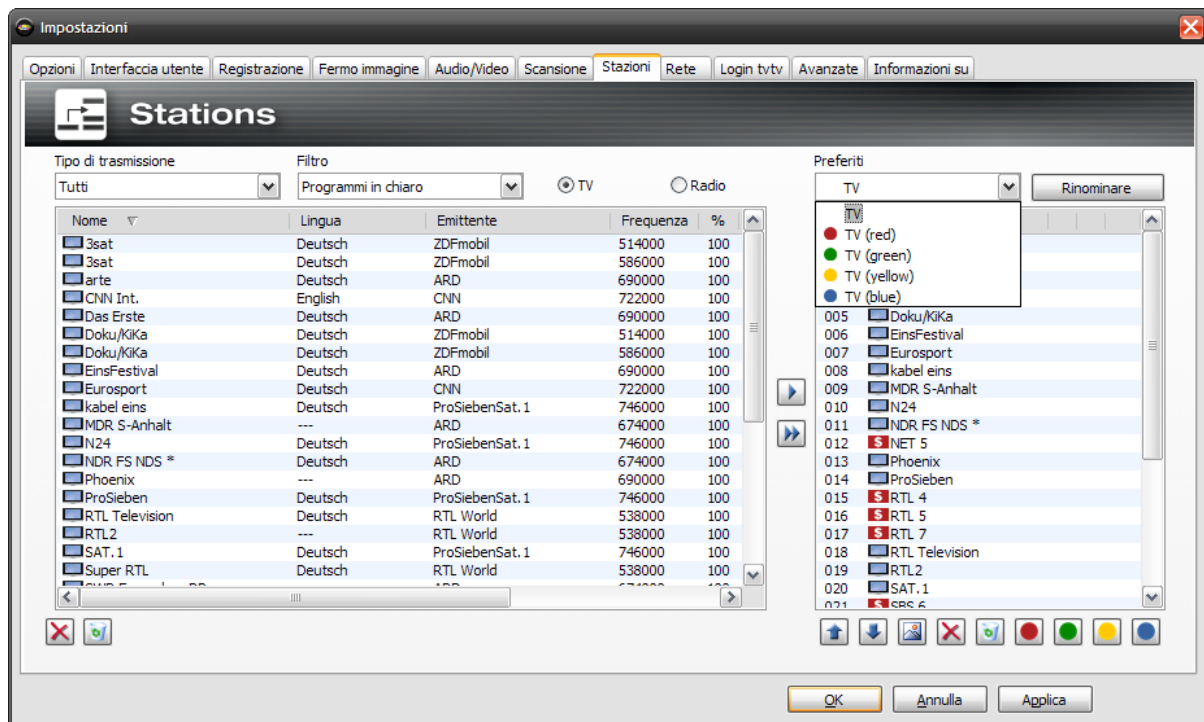 Impostazioni
Opzioni Interfaccia utente Registrazione Fermo immagine Audio/Video Scansione Stazioni Rete Login tvtv Avanzate Informazioni su
Stations
Tipo di trasmissione Filtro Preferiti
Tutti Programmi in chiaro TV Radio TV Rinominare
Nome Lingua Emittente Frequenza % TV
3sat Deutsch ZDFmobil 514000 100 TV (red)
3sat Deutsch ZDFmobil 586000 100 TV (green)
arte Deutsch ARD 690000 100 TV (yellow)
CNN Int. English CNN 722000 100 TV (blue)
Das Erste Deutsch ARD 690000 100 005 Doku/KiKa
Doku/KiKa Deutsch ZDFmobil 514000 100 006 EinsFestival
Doku/KiKa Deutsch ZDFmobil 586000 100 007 Eurosport
EinsFestival Deutsch ARD 690000 100 008 kabel eins
Eurosport Deutsch CNN 722000 100 009 MDR S-Anhalt
kabel eins Deutsch ProSiebenSat.1 746000 100 010 N24
MDR S-Anhalt --- ARD 674000 100 011 NDR FS NDS *
N24 Deutsch ProSiebenSat.1 746000 100 012 S NET 5
NDR FS NDS * Deutsch ARD 674000 100 013 Phoenix
Phoenix --- ARD 690000 100 014 ProSieben
ProSieben Deutsch ProSiebenSat.1 746000 100 015 S RTL 4
RTL Television Deutsch RTL World 538000 100 016 S RTL 5
RTL2 --- RTL World 538000 100 017 S RTL 7
SAT.1 Deutsch ProSiebenSat.1 746000 100 018 RTL Television
Super RTL Deutsch RTL World 538000 100 019 RTL2
020 SAT.1
021 S SBS 6
OK Annulla Applica